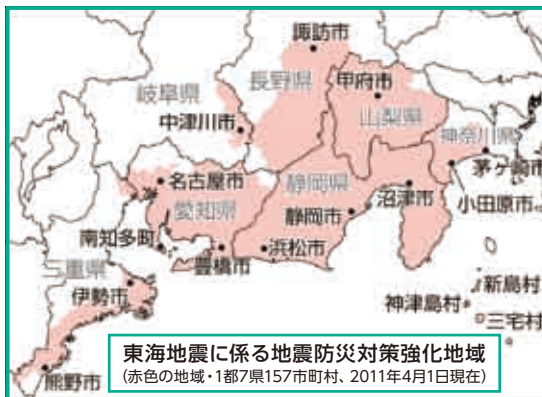 諏訪市
長野県
岐阜県
甲府市
山梨県
中津川市
神奈川県
茅ヶ崎市
名古屋市
静岡県
沼津市
小田原市
愛知県
静岡市
南知多町
豊橋市
浜松市
三重県
伊勢市
新島村
神津島村
三宅村
熊野市
東海地震に係る地震防災対策強化地域
(赤色の地域・1都7県157市町村、2011年4月1日現在)